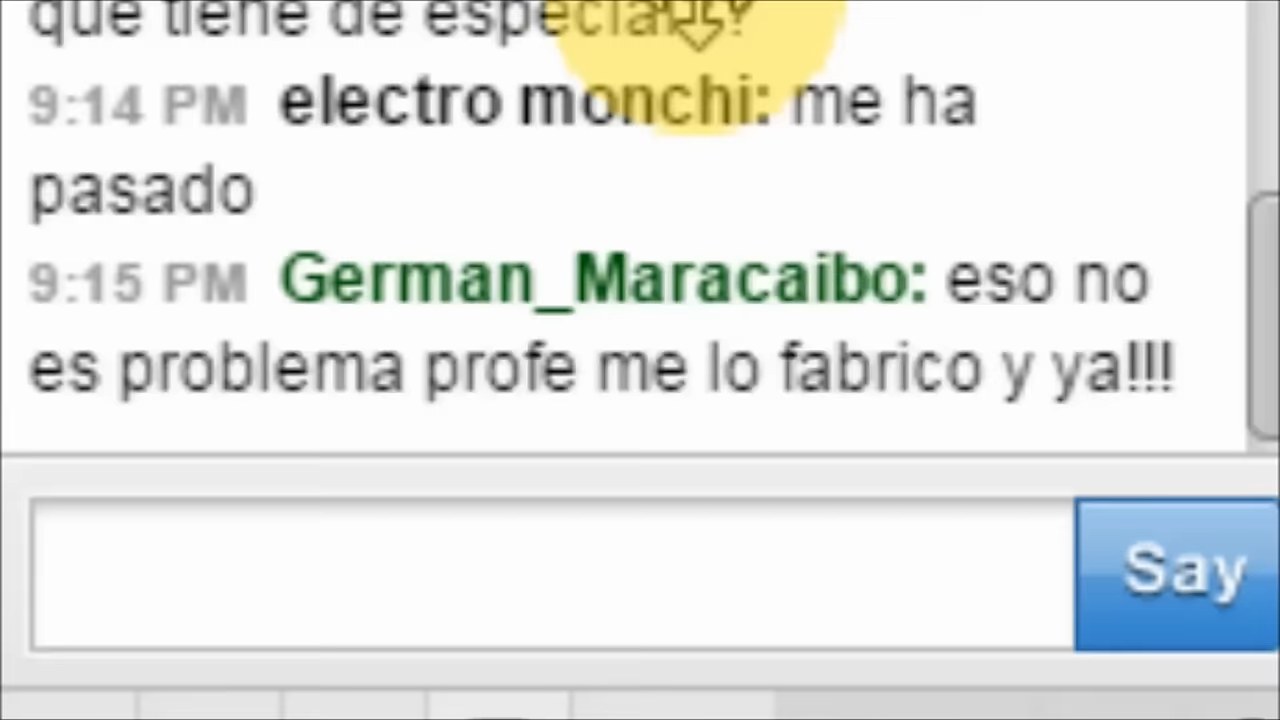 que tiene de especial??
9:14 PM electro monchi: me ha
pasado
9:15 PM German_Maracaibo: eso no
es problema profe me lo fabrico y ya!!!
Say